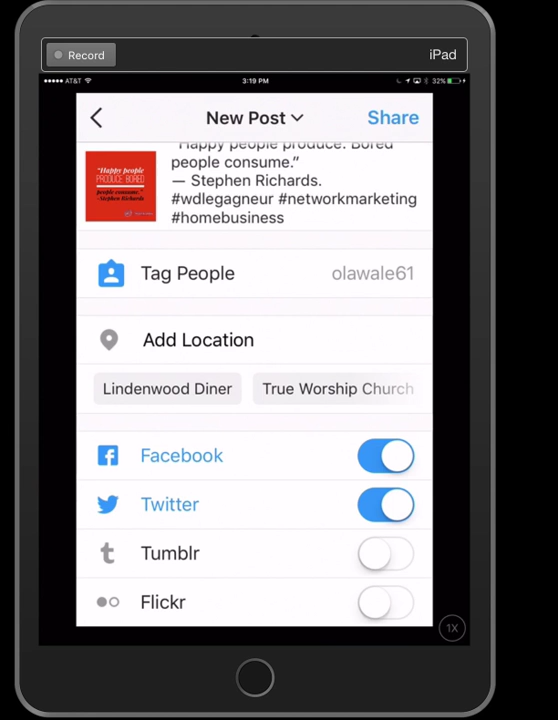 Record
iPad
AT&T
3:19 PM
32%
New Post
Share
"Happy people produce. Bored
people consume.”
— Stephen Richards.
#wdlegagneur #networkmarketing
#homebusiness
"Happy people
PRODUCE. BORED
people consume."
-Stephen Richards
Tag People
olawale61
Add Location
Lindenwood Diner
True Worship Church
Facebook
Twitter
Tumblr
Flickr
1X